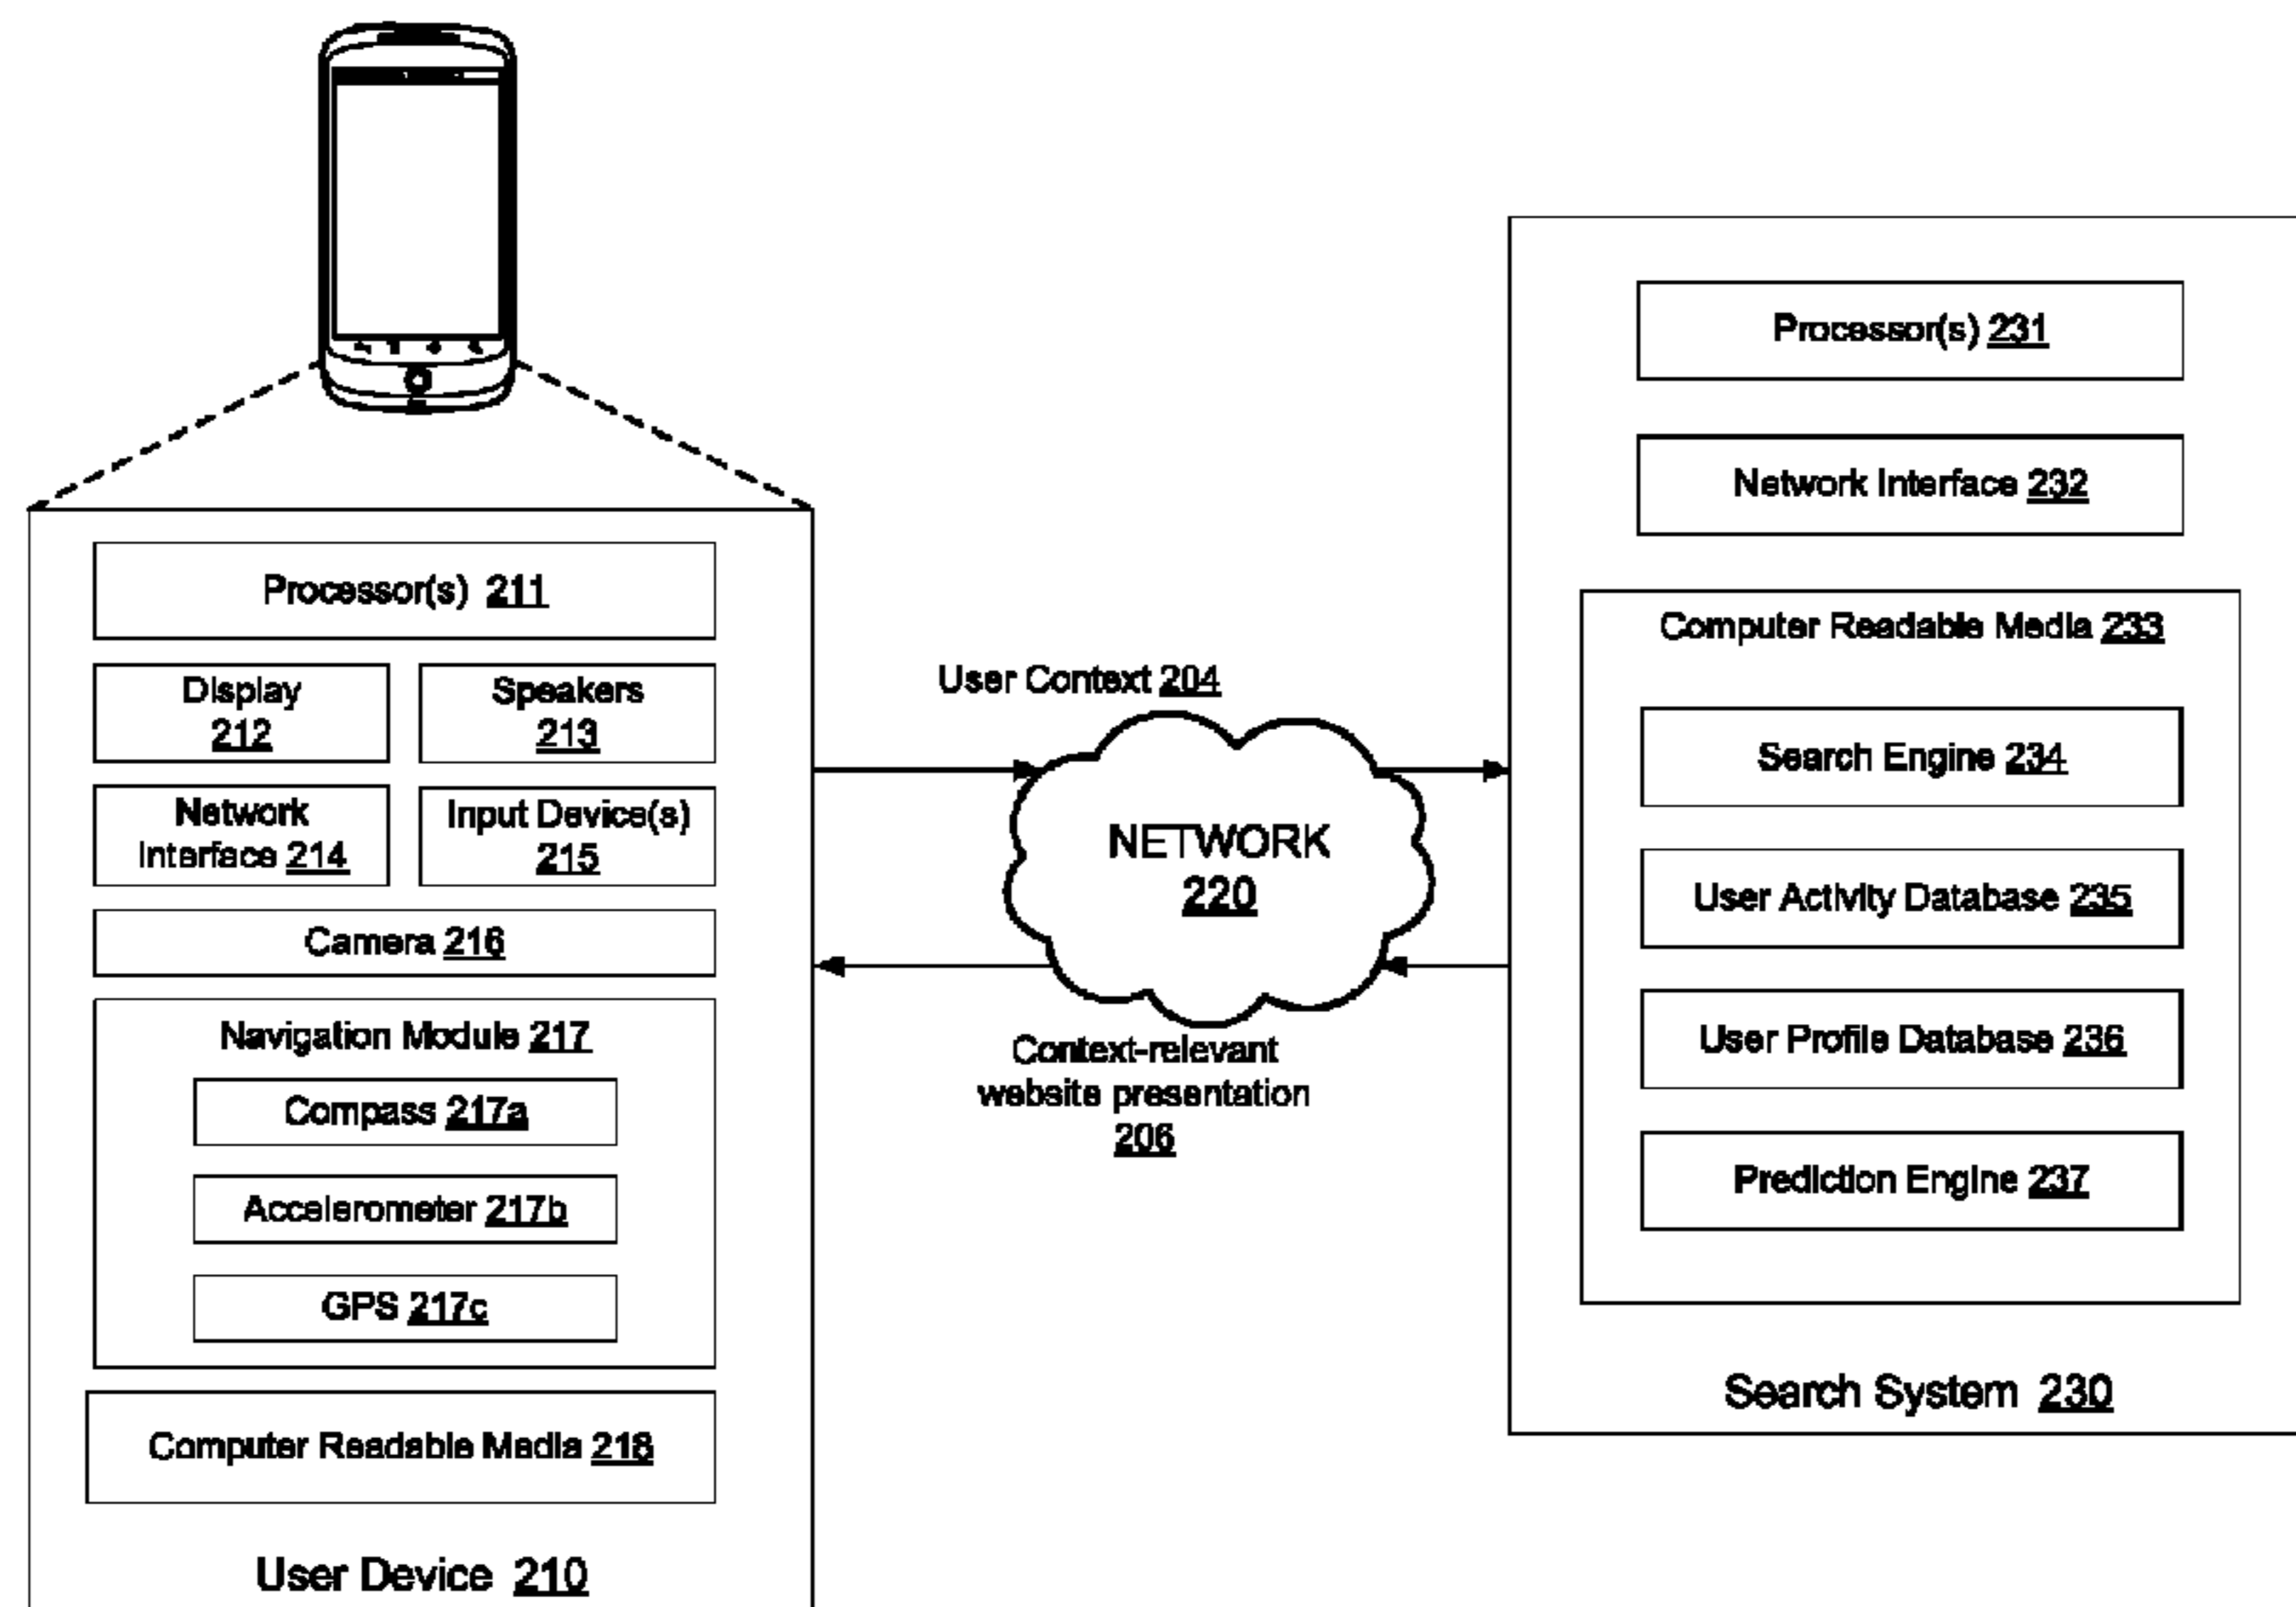 Processor(s) 211
Display
212
Speakers
213
Network
Interface 214
Input Device(s)
215
Camera 216
Navigation Module 217
Compass 217a
Accelerometer 217b
GPS 217c
Computer Readable Media 218
User Device 210
User Context 204
NETWORK
220
Context-relevant
website presentation
206
Processor(s) 231
Network Interface 232
Computer Readable Media 233
Search Engine 234
User Activity Database 235
User Profile Database 236
Prediction Engine 237
Search System 230